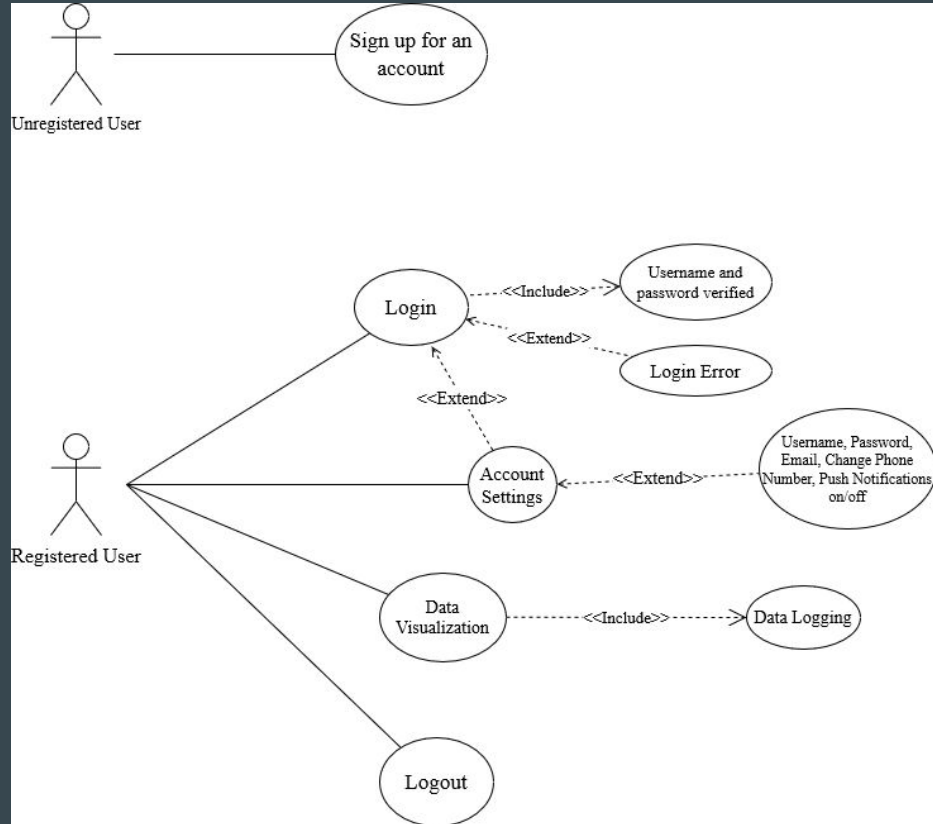 Sign up for an
account
Unregistered User
Username and
password verified
<<Include>>
Login
<<Extend>>
Login Error
<<Extend>>
Username, Password,
Email, Change Phone
Number, Push Notifications
on/off
Account
Settings
<<Extend>>
Registered User
Data
Visualization
<<Include>>
Data Logging
Logout